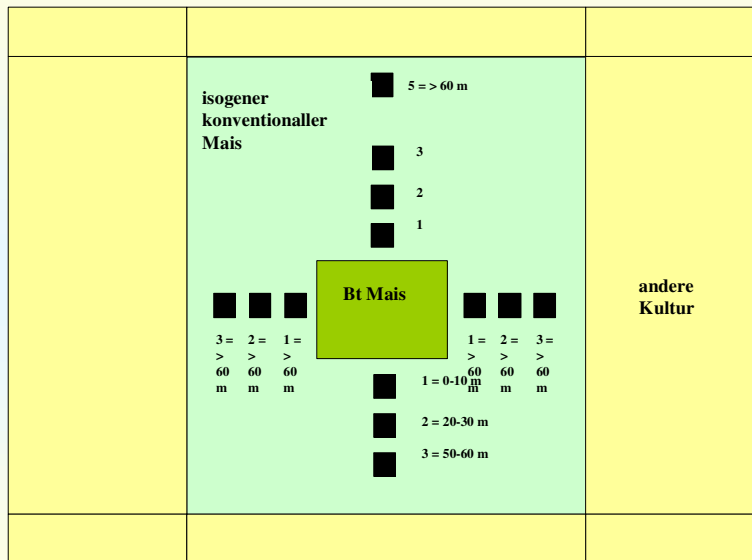 isogener
konventionaller
Mais
5 = > 60 m
3
2
1
Bt Mais
andere
Kultur
3 =
>
60
m
2 =
>
60
m
1 =
>
60
m
1 =
>
60
m
2 =
>
60
m
3 =
>
60
m
1 = 0-10 m
2 = 20-30 m
3 = 50-60 m